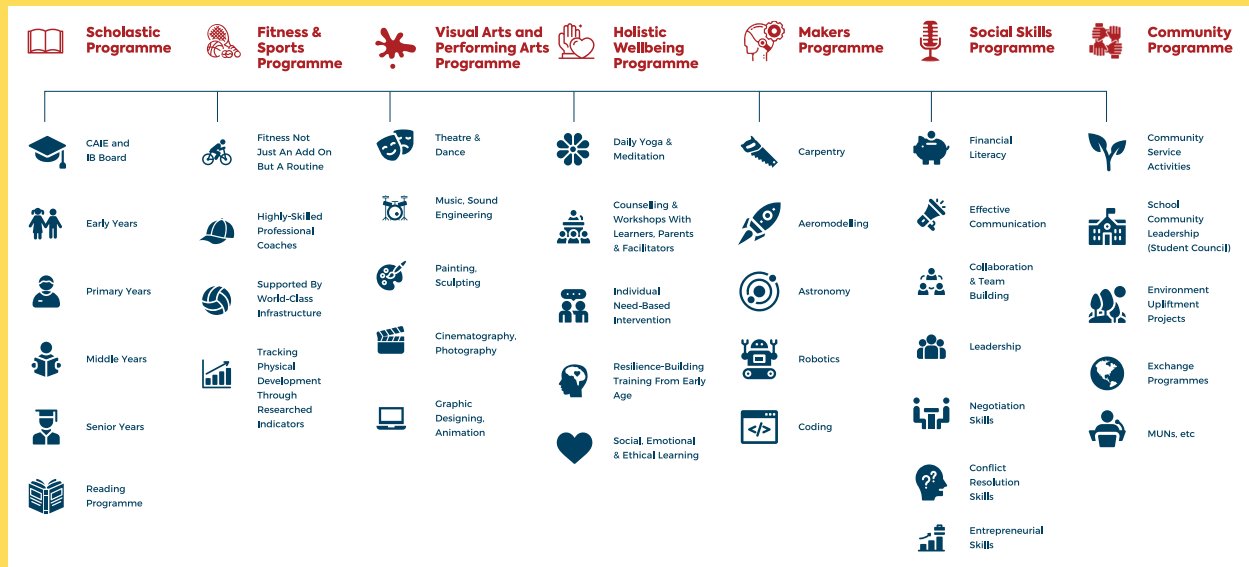 Scholastic
Programme
Fitness &
Sports
Programme
Visual Arts and
Performing Arts
Programme
Holistic
Wellbeing
Programme
Makers
Programme
Social Skills
Programme
Community
Programme
CAIE and
IB Board
Early Years
Primary Years
Middle Years
Senior Years
Reading
Programme
Fitness Not
Just An Add On
But A Routine
Highly-Skilled
Professional
Coaches
Supported By
World-Class
Infrastructure
Tracking
Physical
Development
Through
Researched
Indicators
Theatre &
Dance
Music, Sound
Engineering
Painting,
Sculpting
Cinematography,
Photography
Graphic
Designing,
Animation
Daily Yoga &
Meditation
Counselling &
Workshops With
Learners, Parents
& Facilitators
Individual
Need-Based
Intervention
Resilience-Building
Training From Early
Age
Social, Emotional
& Ethical Learning
Carpentry
Aeromodelling
Astronomy
Robotics
</>
Coding
Financial
Literacy
Effective
Communication
Collaboration
& Team
Building
Leadership
Negotiation
Skills
??
Conflict
Resolution
Skills
Entrepreneurial
Skills
Community
Service
Activities
School
Community
Leadership
(Student Council)
Environment
Upliftment
Projects
Exchange
Programmes
MUNs, etc